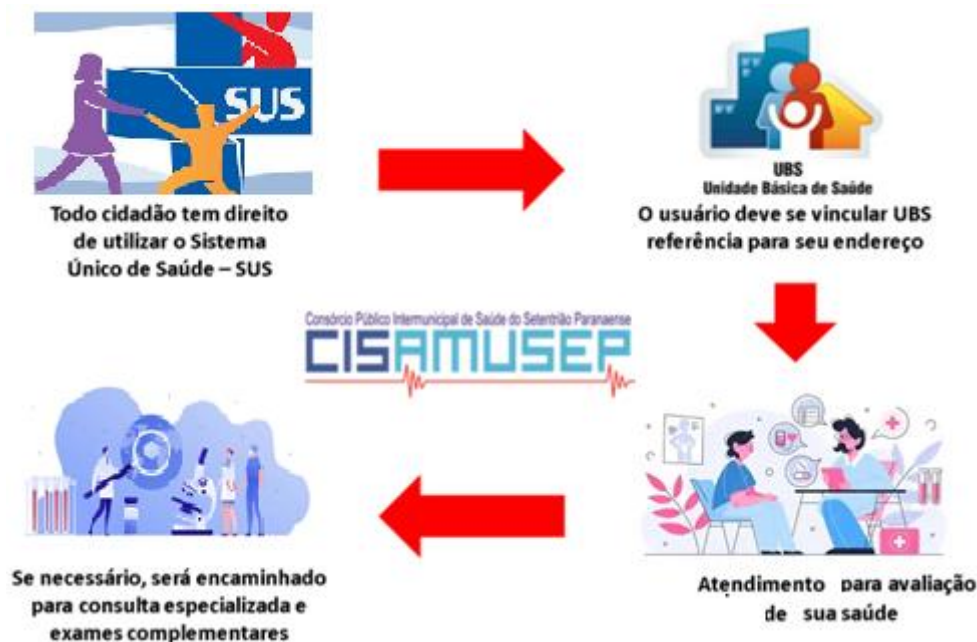 SUS
Todo cidadão tem direito
de utilizar o Sistema
Único de Saúde – SUS
UBS
Unidade Básica de Saúde
O usuário deve se vincular UBS
referência para seu endereço
Consórcio Público Intermunicipal de Saúde do Setentrião Paranaense
CISAMUSEP
Atendimento para avaliação
de sua saúde
Se necessário, será encaminhado
para consulta especializada e
exames complementares